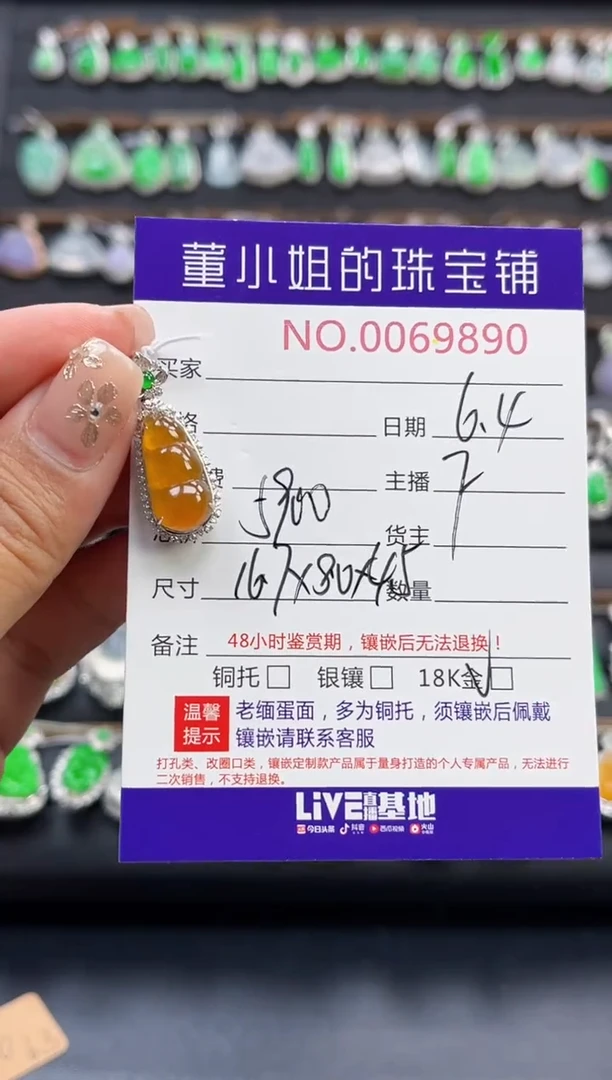 董小姐的珠宝铺
NO.0069890
买家
格
日期 6.4
费
主播 7
5900
货主
尺寸 16.7×8.0×4.5 数量
备注 48小时鉴赏期，镶嵌后无法退换！
铜托□ 银镶□ 18K金□
温馨提示
老缅蛋面，多为铜托，须镶嵌后佩戴
镶嵌请联系客服
打孔类、改圈口类，镶嵌定制款产品属于量身打造的个人专属产品，无法进行
二次销售，不支持退换。
LiVE直播基地
今日头条 抖音 西瓜视频 火山